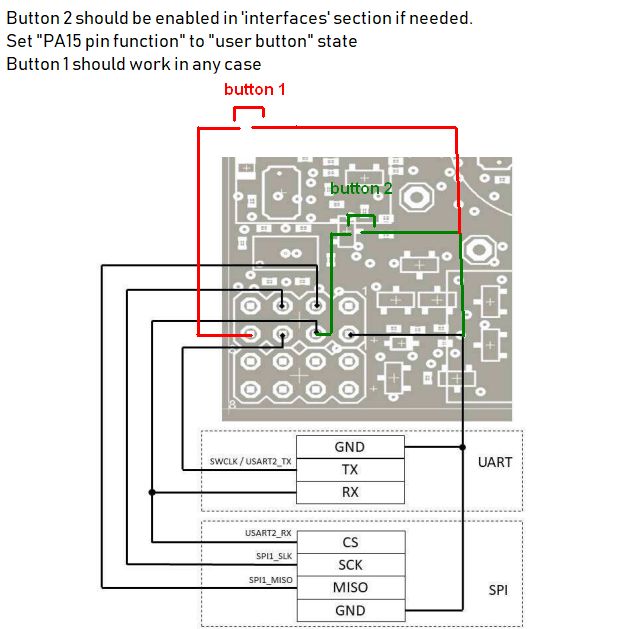 Button 2 should be enabled in 'interfaces' section if needed.
Set "PA15 pin function" to "user button" state
Button 1 should work in any case
button 1
button 2
1
8
GND
SWCLK / USART2_TX
TX
UART
RX
USART2_RX
CS
SPI1_SLK
SCK
SPI1_MISO
MISO
SPI
GND